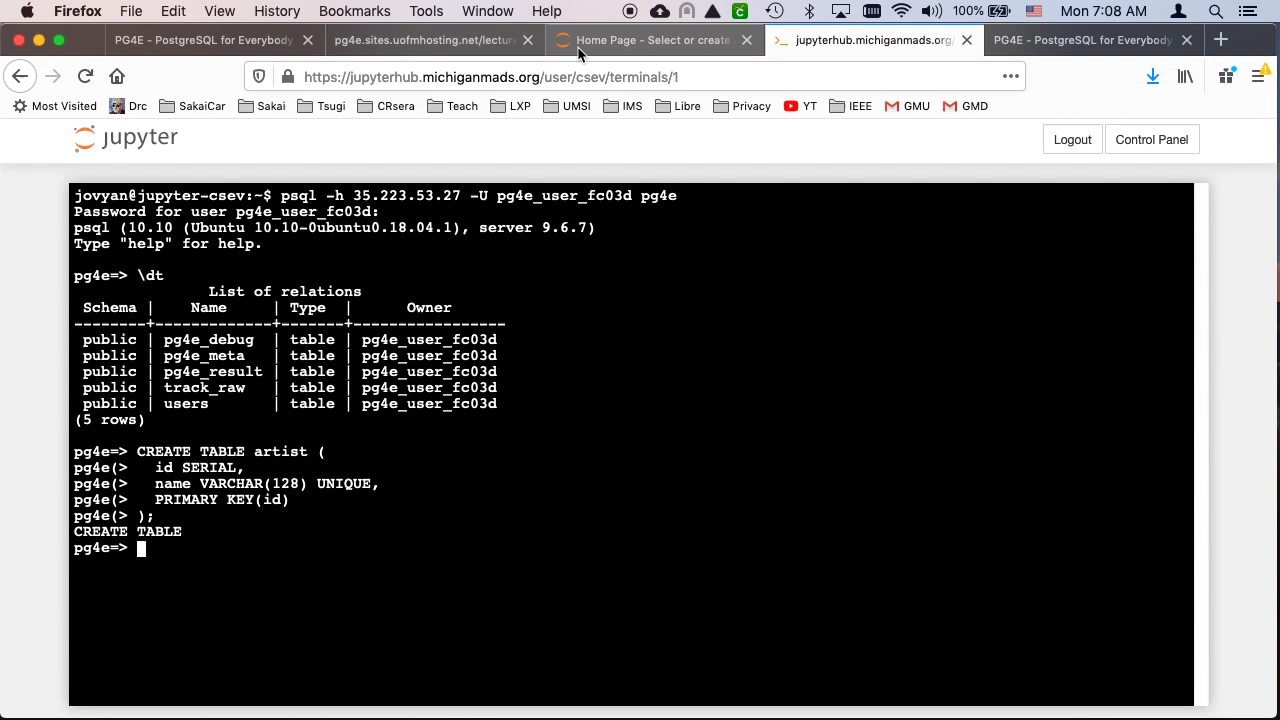 Firefox File Edit View History Bookmarks Tools Window Help 100% Mon 7:08 AM
PG4E - PostgreSQL for Everybody pg4e.sites.uofmhosting.net/lecture Home Page - Select or create jupyterhub.michiganmads.org/ PG4E - PostgreSQL for Everybody
https://jupyterhub.michiganmads.org/user/csev/terminals/1
Most Visited Drc SakaiCar Sakai Tsugi CRsera Teach LXP UMSI IMS Libre Privacy YT IEEE GMU GMD
jupyter Logout Control Panel
jovyan@jupyter-csev:~$ psql -h 35.223.53.27 -U pg4e_user_fc03d pg4e
Password for user pg4e_user_fc03d:
psql (10.10 (Ubuntu 10.10-0ubuntu0.18.04.1), server 9.6.7)
Type "help" for help.
pg4e=> \dt
List of relations
Schema | Name | Type | Owner
--------+-------------+-------+-----------------
public | pg4e_debug | table | pg4e_user_fc03d
public | pg4e_meta | table | pg4e_user_fc03d
public | pg4e_result | table | pg4e_user_fc03d
public | track_raw | table | pg4e_user_fc03d
public | users | table | pg4e_user_fc03d
(5 rows)
pg4e=> CREATE TABLE artist (
pg4e(> id SERIAL,
pg4e(> name VARCHAR(128) UNIQUE,
pg4e(> PRIMARY KEY(id)
pg4e(> );
CREATE TABLE
pg4e=>